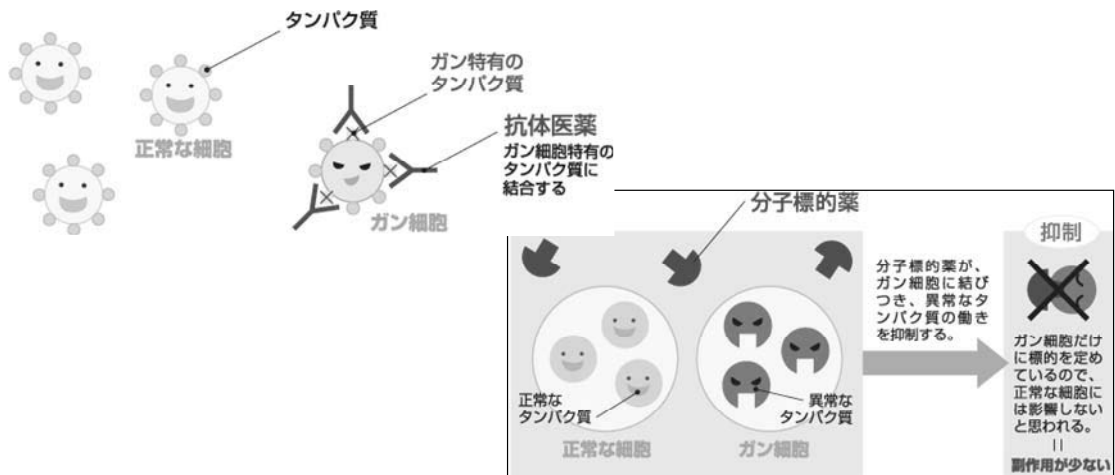 タンパク質
ガン特有の
タンパク質
抗体医薬
ガン細胞特有の
タンパク質に
結合する
正常な細胞
ガン細胞
分子標的薬
正常な
タンパク質
異常な
タンパク質
正常な細胞
ガン細胞
分子標的薬が、
ガン細胞に結び
つき、異常なタ
ンパク質の働き
を抑制する。
抑制
ガン細胞だけ
に標的を定め
ているので、
正常な細胞に
は影響しない
と思われる。
=
副作用が少ない